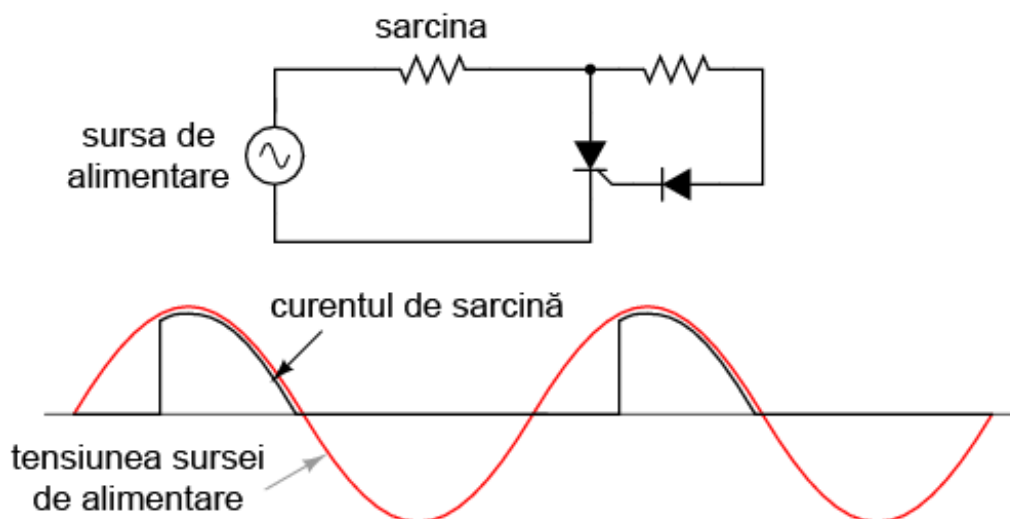 sarcina
sursa de
alimentare
curentul de sarcină
tensiunea sursei
de alimentare